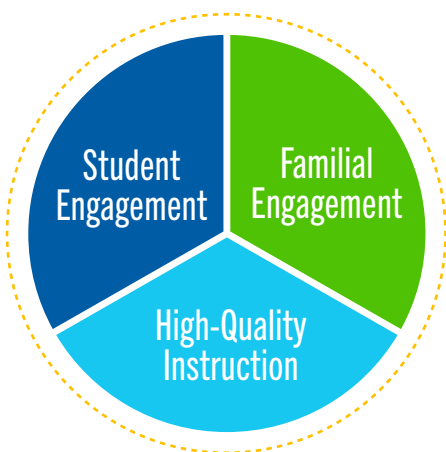 Student
Engagement
Familial
Engagement
High-Quality
Instruction